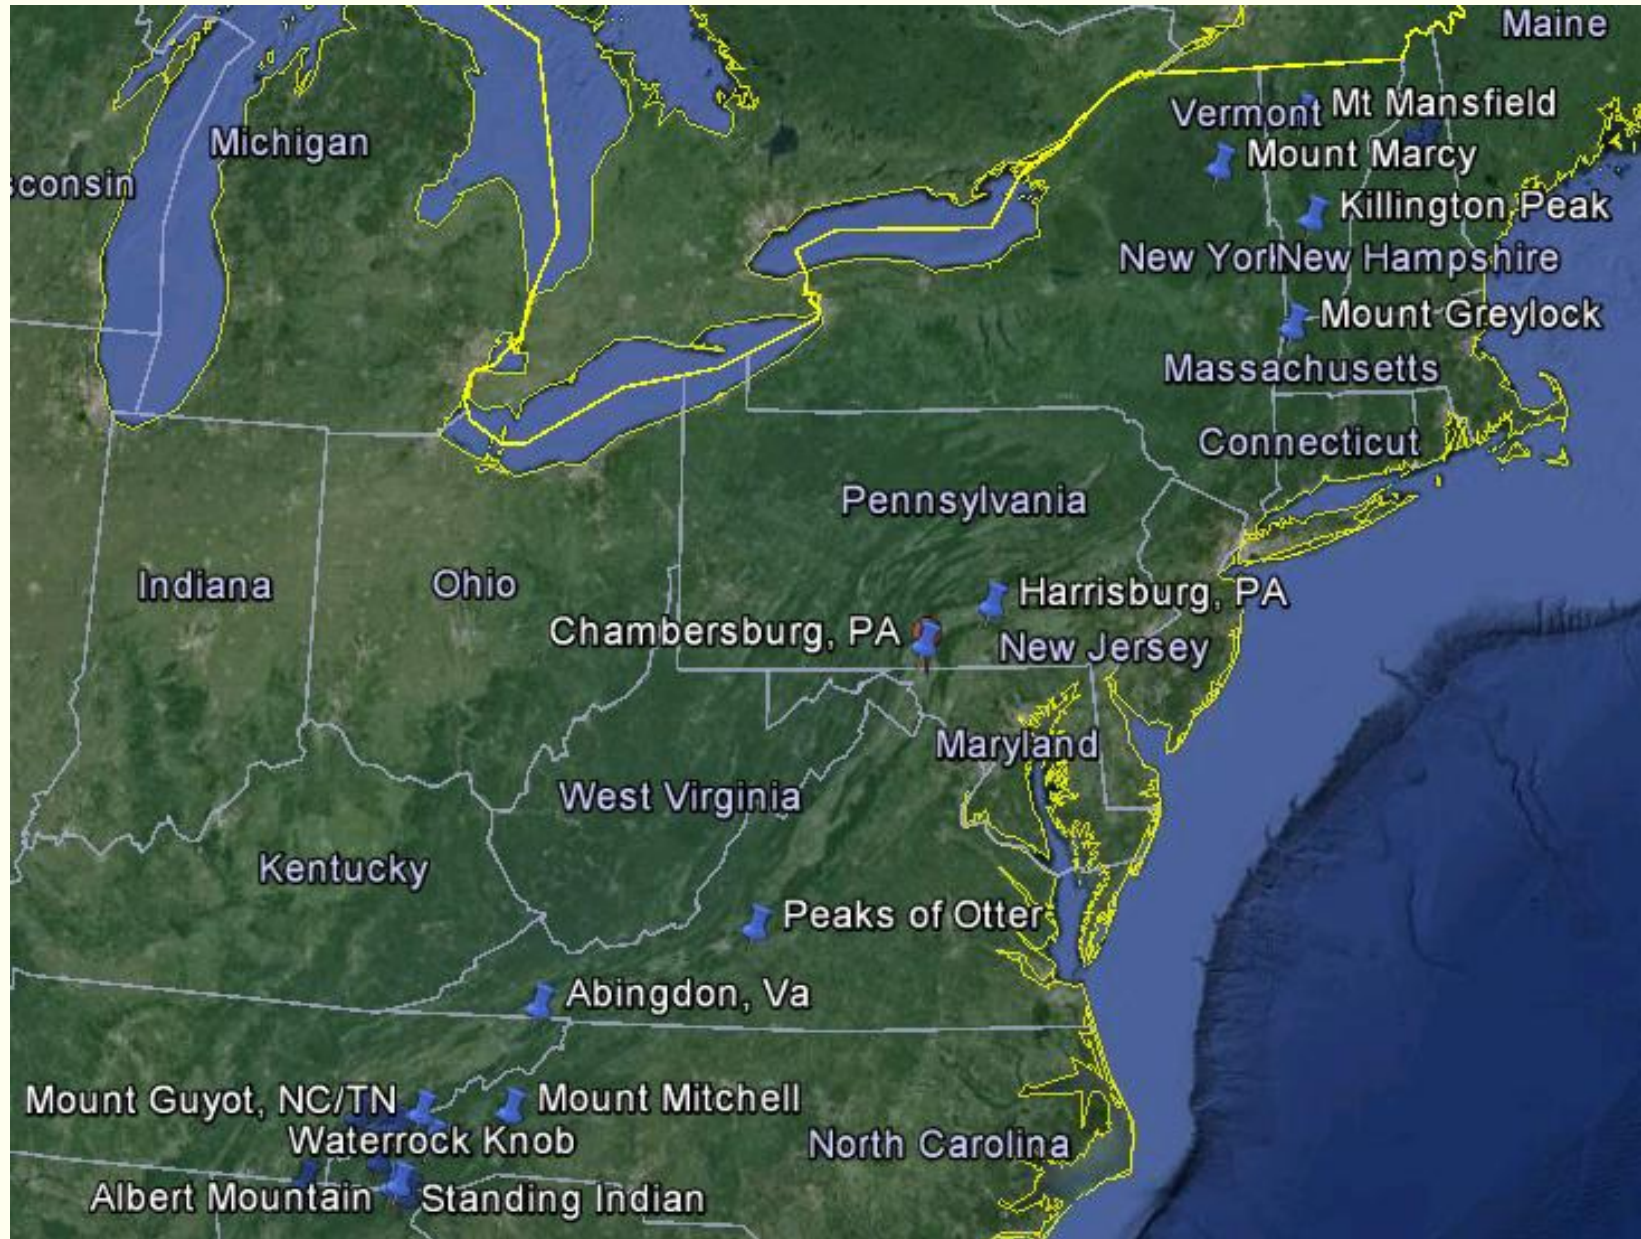 Maine
Vermont
Mt Mansfield
Michigan
Mount Marcy
sconsin
Killington Peak
New York
New Hampshire
Mount Greylock
Massachusetts
Connecticut
Pennsylvania
Indiana
Ohio
Harrisburg, PA
Chambersburg, PA
New Jersey
Maryland
West Virginia
Kentucky
Peaks of Otter
Abingdon, Va
Mount Guyot, NC/TN
Mount Mitchell
Waterrock Knob
North Carolina
Albert Mountain
Standing Indian